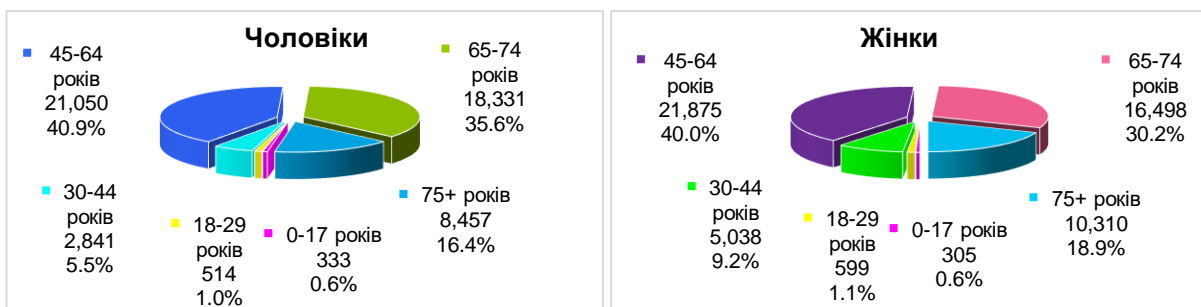 Чоловіки
45-64
років
21,050
40.9%
65-74
років
18,331
35.6%
30-44
років
2,841
5.5%
18-29
років
514
1.0%
0-17 років
333
0.6%
75+ років
8,457
16.4%
Жінки
45-64
років
21,875
40.0%
65-74
років
16,498
30.2%
30-44
років
5,038
9.2%
18-29
років
599
1.1%
0-17 років
305
0.6%
75+ років
10,310
18.9%